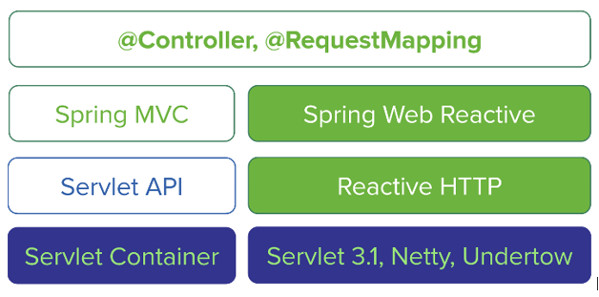 @Controller, @RequestMapping
Spring MVC
Spring Web Reactive
Servlet API
Reactive HTTP
Servlet Container
Servlet 3.1, Netty, Undertow